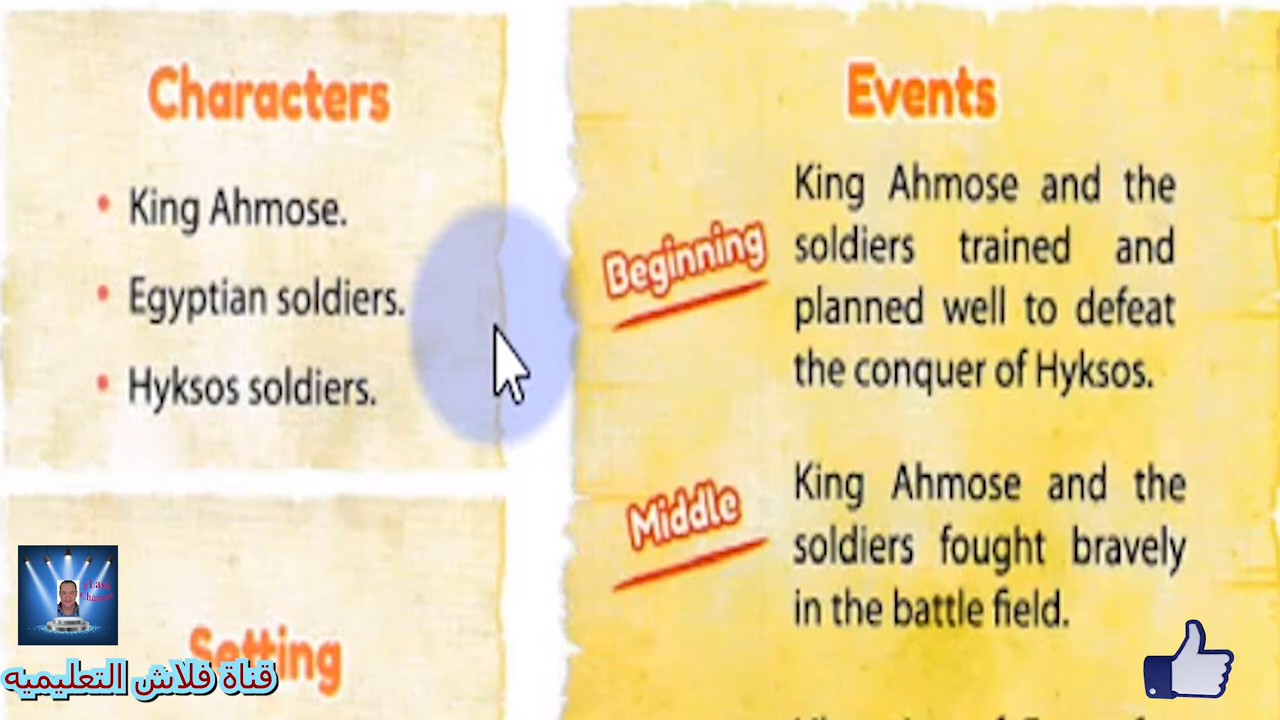 Characters
King Ahmose.
Egyptian soldiers.
Hyksos soldiers.
Setting
Events
Beginning
King Ahmose and the
soldiers trained and
planned well to defeat
the conquer of Hyksos.
Middle
King Ahmose and the
soldiers fought bravely
in the battle field.
قناة فلاش التعليميه